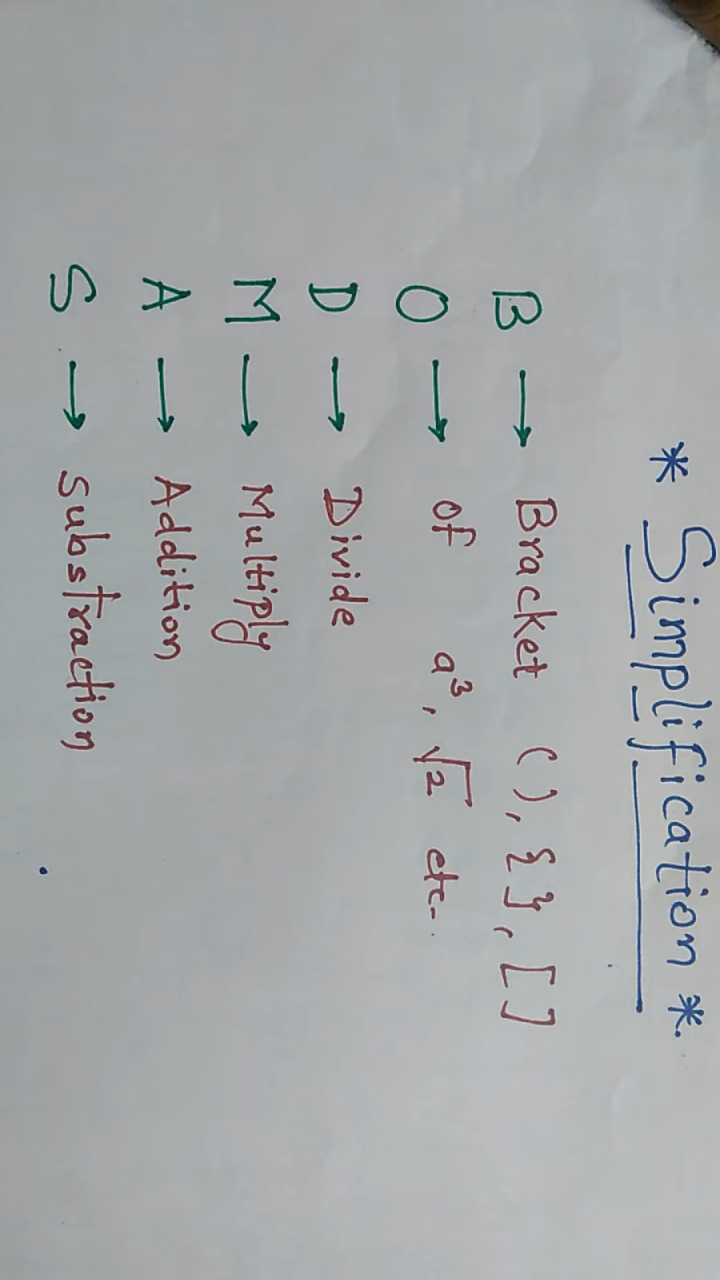 * Simplification *.
B → Bracket ( ), { }, [ ]
O → of a³, √2 etc.
D → Divide
M → Multiply
A → Addition
S → Substraction